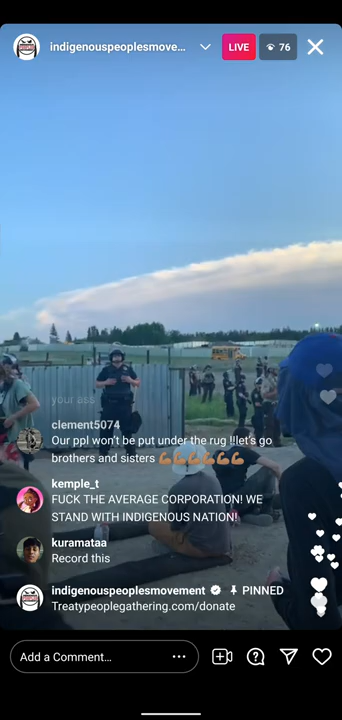 indigenouspeoplesmove...
LIVE
76
your ass
clement5074
Our ppl won't be put under the rug !!let's go
brothers and sisters 💪🏾💪🏾💪🏾💪🏾💪🏾💪🏾
kemple_t
FUCK THE AVERAGE CORPORATION! WE
STAND WITH INDIGENOUS NATION!
kuramataa
Record this
indigenouspeoplesmovement PINNED
Treatypeoplegathering.com/donate
Add a Comment...